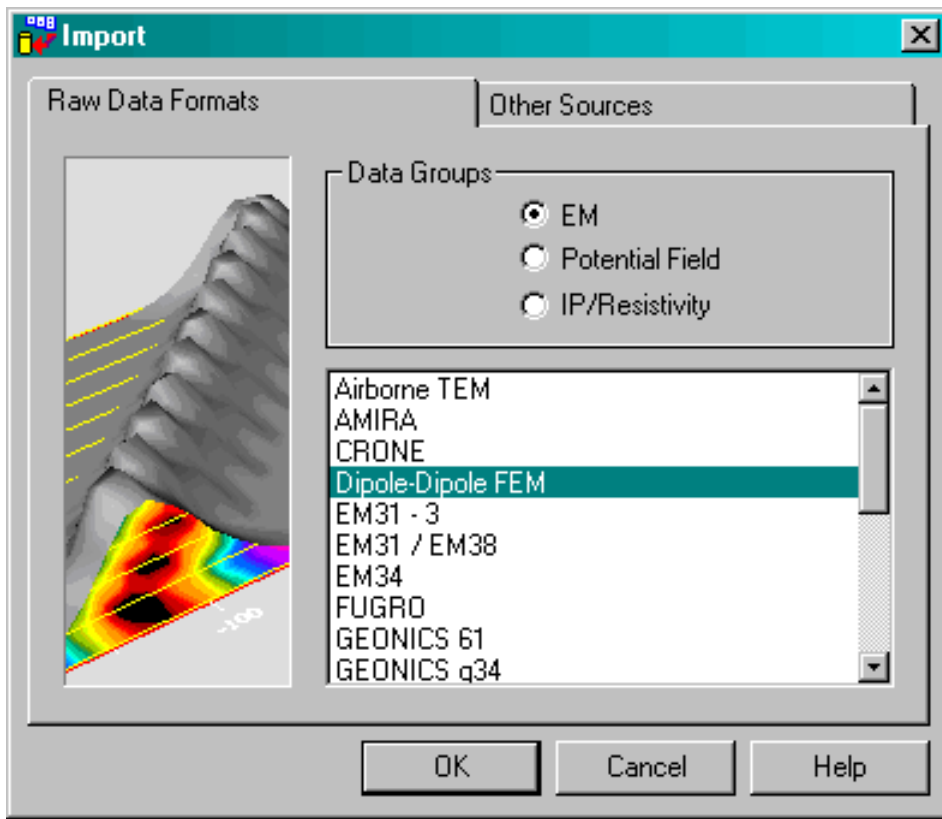 Import
Raw Data Formats
Other Sources
Data Groups
EM
Potential Field
IP/Resistivity
Airborne TEM
AMIRA
CRONE
Dipole-Dipole FEM
EM31 - 3
EM31 / EM38
EM34
FUGRO
GEONICS 61
GEONICS g34
-100
OK
Cancel
Help